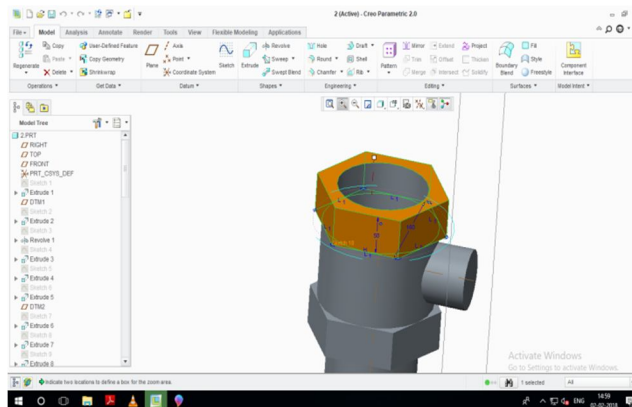 2 (Active) - Creo Parametric 2.0
File Model Analysis Annotate Render Tools View Flexible Modeling Applications
Regenerate Copy Paste Delete
User-Defined Feature Copy Geometry Shrinkwrap
Plane Axis Point Coordinate System
Sketch
Extrude Revolve Sweep Swept Blend
Hole Round Chamfer Draft Shell Rib
Pattern Mirror Trim Merge Extend Offset Intersect Project Thicken Solidify
Boundary Blend Fill Style Freestyle
Component Interface
Operations Get Data Datum Shapes Engineering Editing Surfaces Model Intent
Model Tree
2.PRT
RIGHT
TOP
FRONT
PRT_CSYS_DEF
Sketch 1
Extrude 1
DTM1
Sketch 2
Extrude 2
Sketch 3
Revolve 1
Sketch 4
Extrude 3
Sketch 5
Extrude 4
Sketch 6
Extrude 5
DTM2
Sketch 7
Extrude 6
Extrude 7
Sketch 8
Extrude 8
Activate Windows
Go to Settings to activate Windows.
Indicate two locations to define a box for the zoom area.
1 selected
All
ENG
14:59
02-02-2018